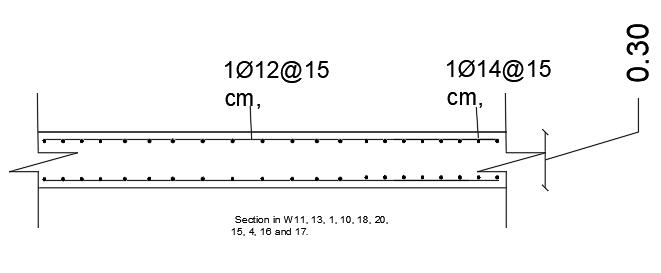 1Ø12@15
cm,
1Ø14@15
cm,
0.30
Section in W11, 13, 1, 10, 18, 20,
15, 4, 16 and 17.